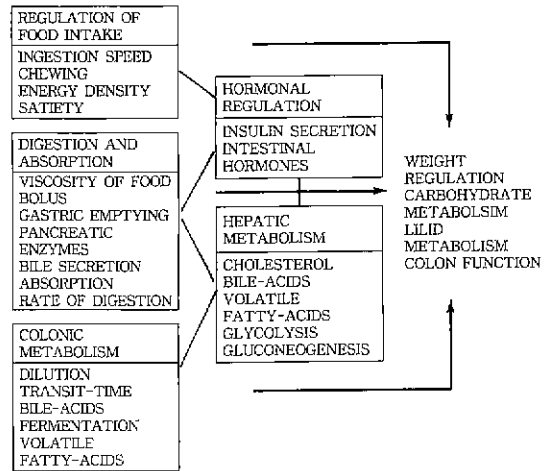 REGULATION OF
FOOD INTAKE
INGESTION SPEED
CHEWING
ENERGY DENSITY
SATIETY
DIGESTION AND
ABSORPTION
VISCOSITY OF FOOD
BOLUS
GASTRIC EMPTYING
PANCREATIC
ENZYMES
BILE SECRETION
ABSORPTION
RATE OF DIGESTION
COLONIC
METABOLISM
DILUTION
TRANSIT-TIME
BILE-ACIDS
FERMENTATION
VOLATILE
FATTY-ACIDS
HORMONAL
REGULATION
INSULIN SECRETION
INTESTINAL
HORMONES
HEPATIC
METABOLISM
CHOLESTEROL
BILE-ACIDS
VOLATILE
FATTY-ACIDS
GLYCOLYSIS
GLUCONEOGENESIS
WEIGHT
REGULATION
CARBOHYDRATE
METABOLSIM
LILID
METABOLISM
COLON FUNCTION